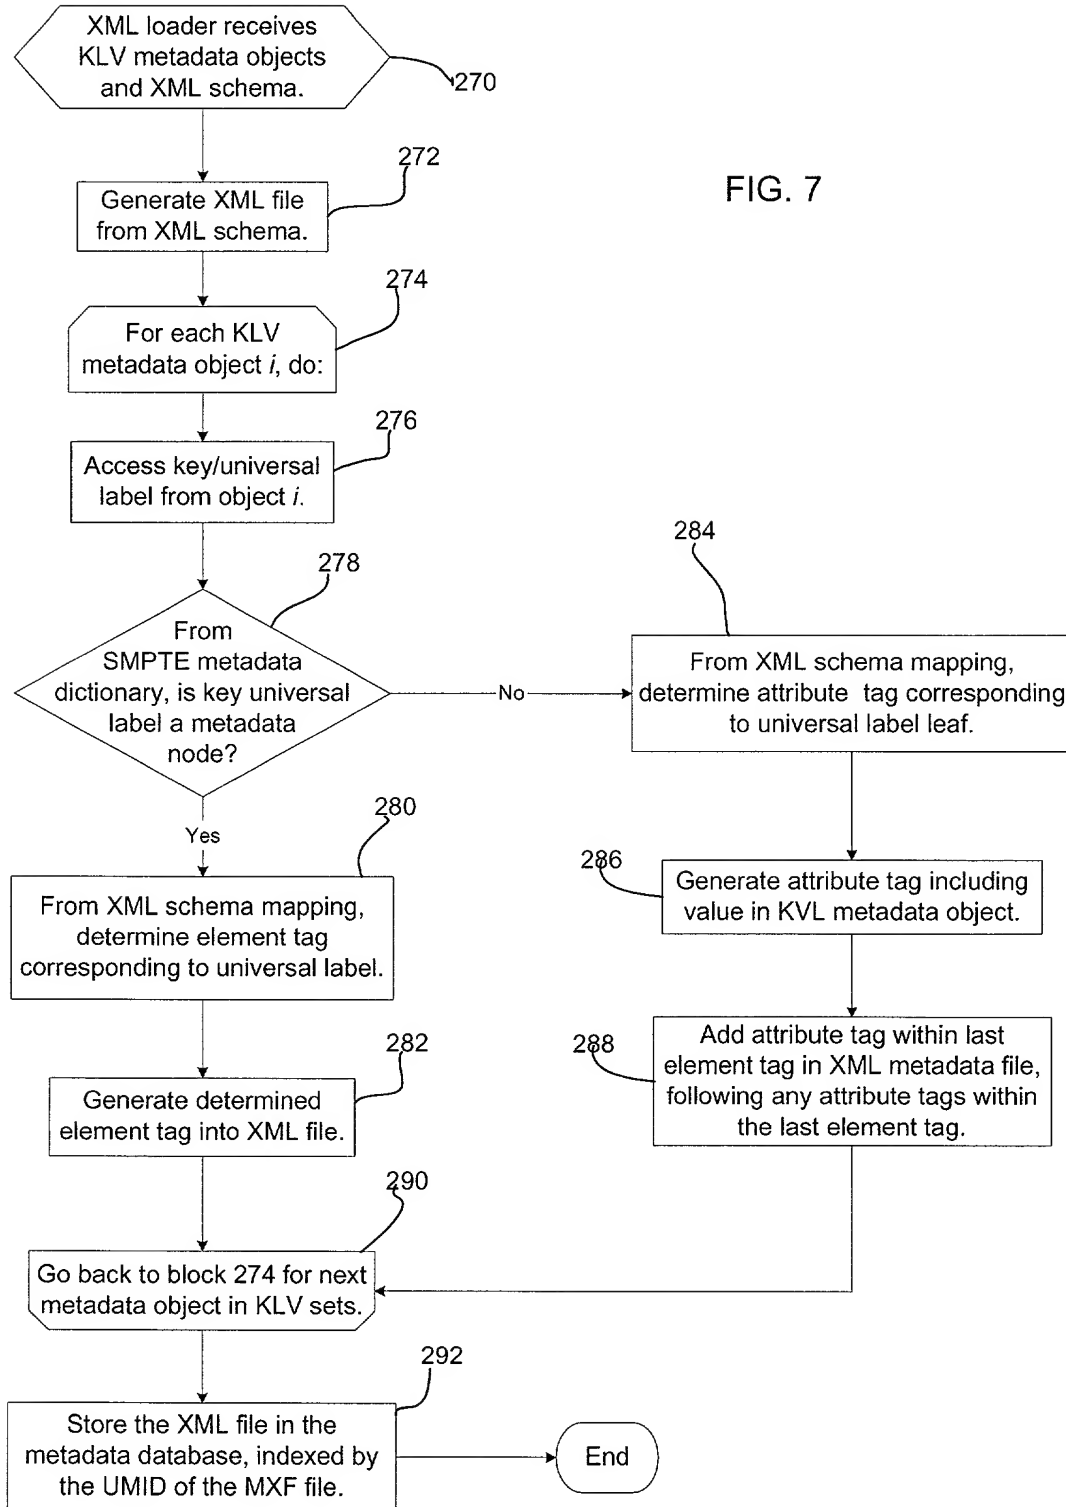 XML loader receives
KLV metadata objects
and XML schema.
270
272
Generate XML file
from XML schema.
FIG. 7
274
For each KLV
metadata object i, do:
276
Access key/universal
label from object i.
278
From
SMPTE metadata
dictionary, is key universal
label a metadata
node?
No
284
From XML schema mapping,
determine attribute tag corresponding
to universal label leaf.
Yes
280
From XML schema mapping,
determine element tag
corresponding to universal label.
286
Generate attribute tag including
value in KVL metadata object.
282
Generate determined
element tag into XML file.
288
Add attribute tag within last
element tag in XML metadata file,
following any attribute tags within
the last element tag.
290
Go back to block 274 for next
metadata object in KLV sets.
292
Store the XML file in the
metadata database, indexed by
the UMID of the MXF file.
End